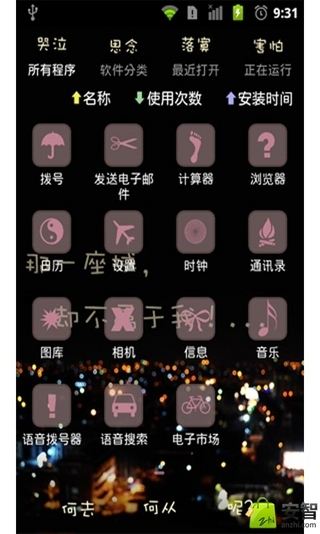 9:31
哭泣 思念 落寞 害怕
所有程序 软件分类 最近打开 正在运行
名称 使用次数 安装时间
拨号 发送电子邮件 计算器 浏览器
日历 设置 时钟 通讯录
那一座城，
却不属于我！...
图库 相机 信息 音乐
语音拨号器 语音搜索 电子市场
何去 何从 呢?
安智
zhi